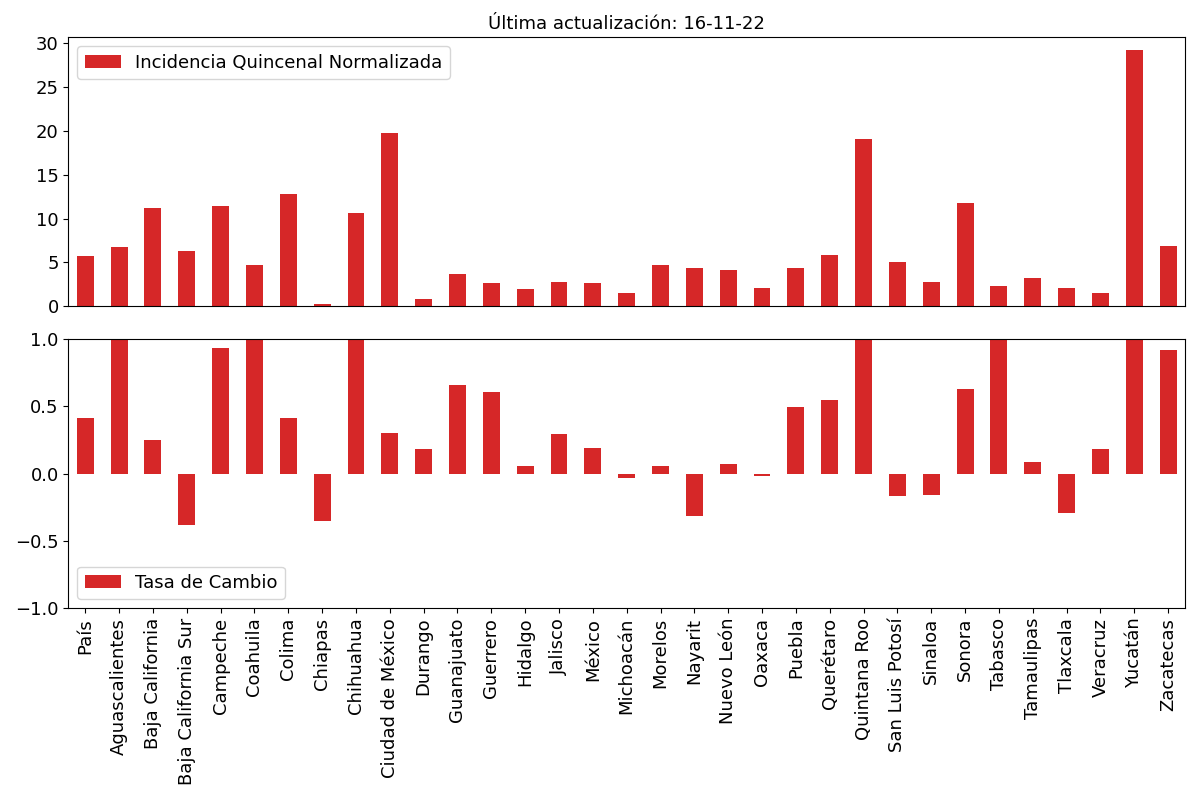 Última actualización: 16-11-22
30
25
20
15
10
5
0
Incidencia Quincenal Normalizada
1.0
0.5
0.0
−0.5
−1.0
Tasa de Cambio
País
Aguascalientes
Baja California
Baja California Sur
Campeche
Coahuila
Colima
Chiapas
Chihuahua
Ciudad de México
Durango
Guanajuato
Guerrero
Hidalgo
Jalisco
México
Michoacán
Morelos
Nayarit
Nuevo León
Oaxaca
Puebla
Querétaro
Quintana Roo
San Luis Potosí
Sinaloa
Sonora
Tabasco
Tamaulipas
Tlaxcala
Veracruz
Yucatán
Zacatecas